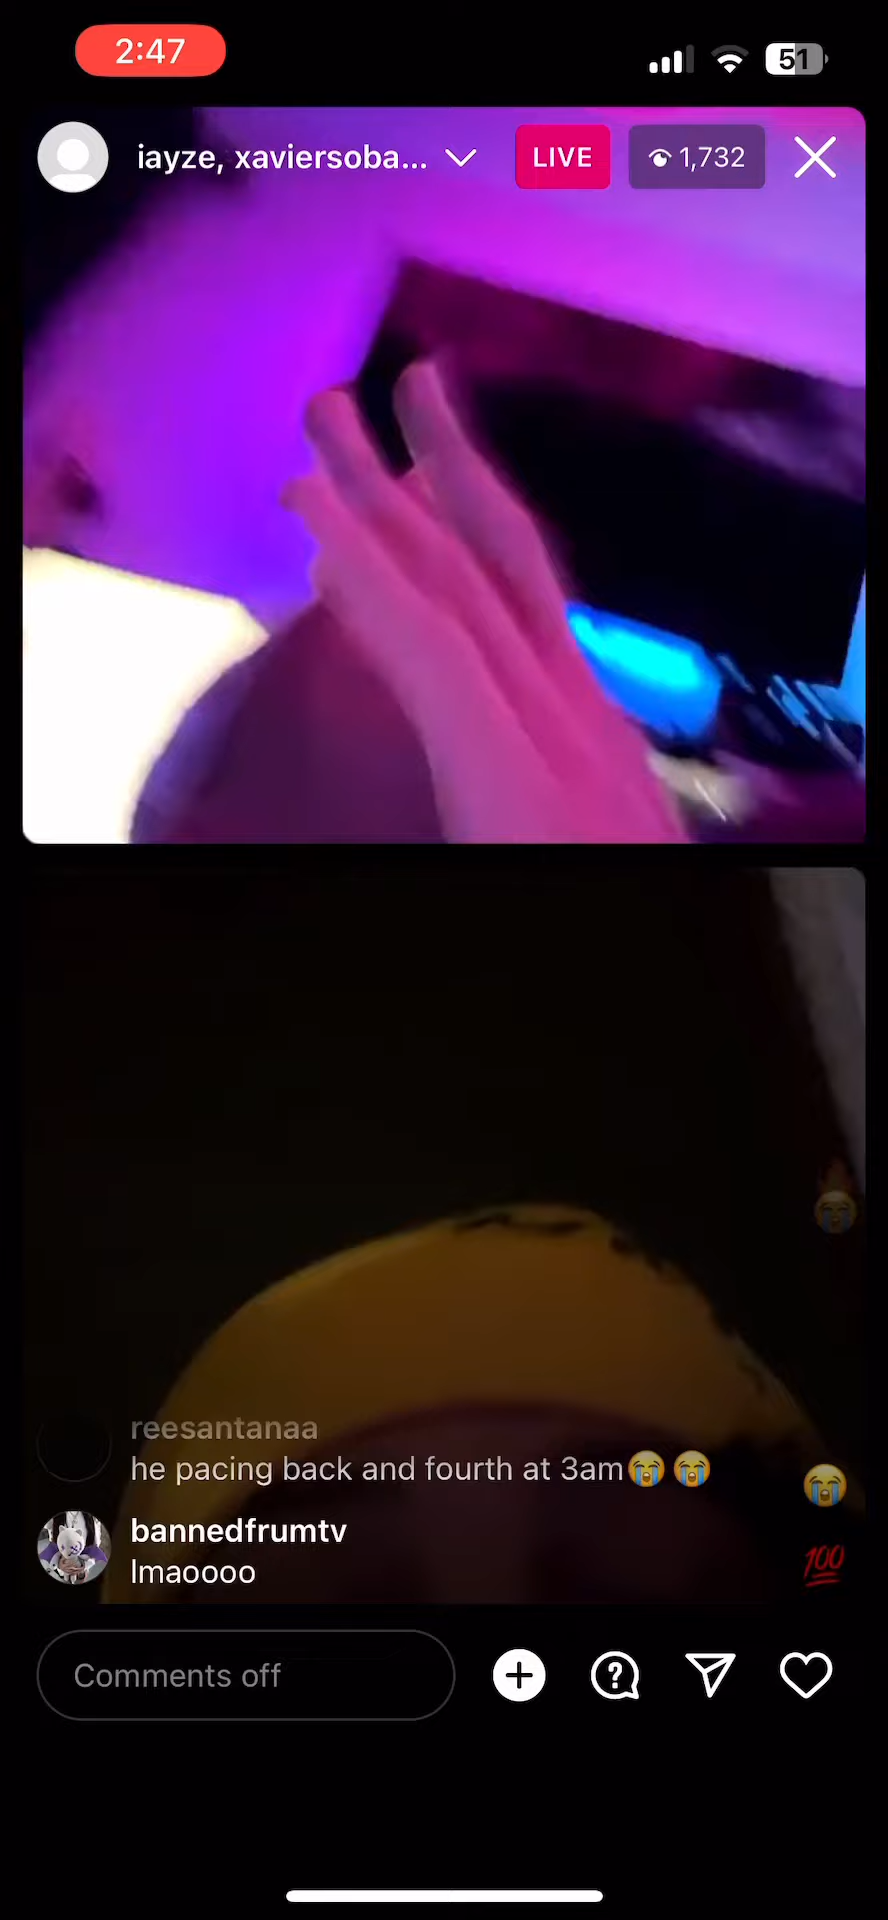 2:47
51
iayze, xaviersoba...
LIVE
1,732
reesantanaa
he pacing back and fourth at 3am😭😭
bannedfrumtv
lmaoooo
💯
Comments off